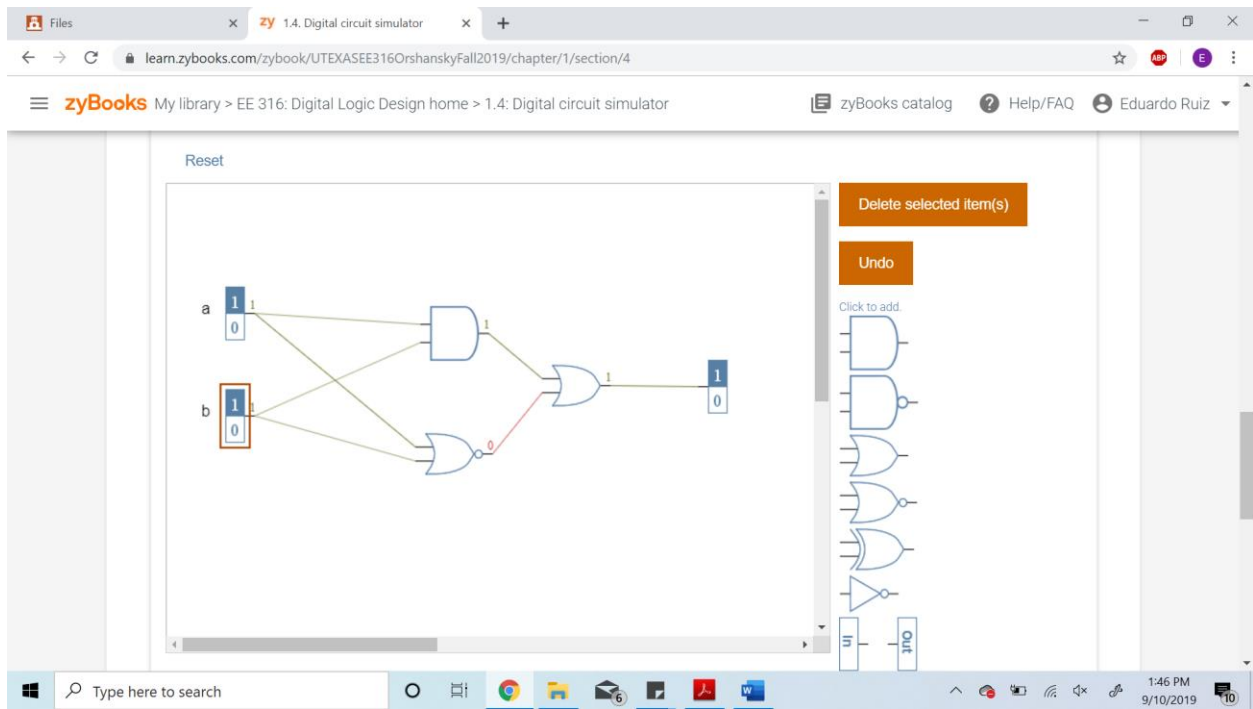 Files
zy 1.4. Digital circuit simulator
learn.zybooks.com/zybook/UTEXASEE316OrshanskyFall2019/chapter/1/section/4
ABP
E
zyBooks My library > EE 316: Digital Logic Design home > 1.4: Digital circuit simulator
zyBooks catalog
Help/FAQ
Eduardo Ruiz
Reset
Delete selected item(s)
Undo
Click to add.
a
1
0
1
b
1
0
1
1
0
1
1
0
In
Out
Type here to search
6
W
1:46 PM
9/10/2019
10